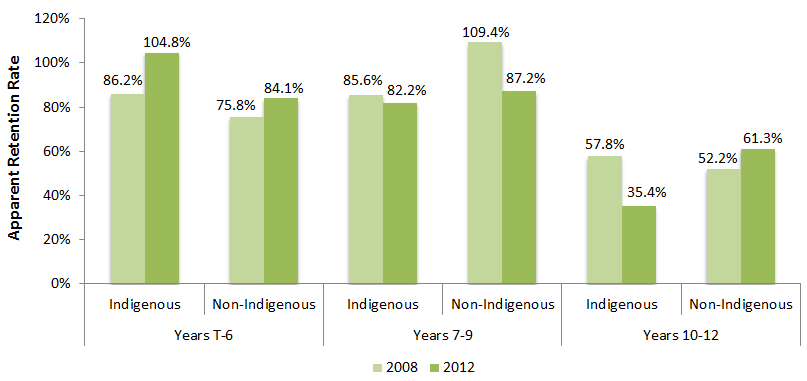 120%
100%
80%
60%
40%
20%
0%
Apparent Retention Rate
86.2%
104.8%
75.8%
84.1%
85.6%
82.2%
109.4%
87.2%
57.8%
35.4%
52.2%
61.3%
Indigenous
Non-Indigenous
Indigenous
Non-Indigenous
Indigenous
Non-Indigenous
Years T-6
Years 7-9
Years 10-12
2008
2012